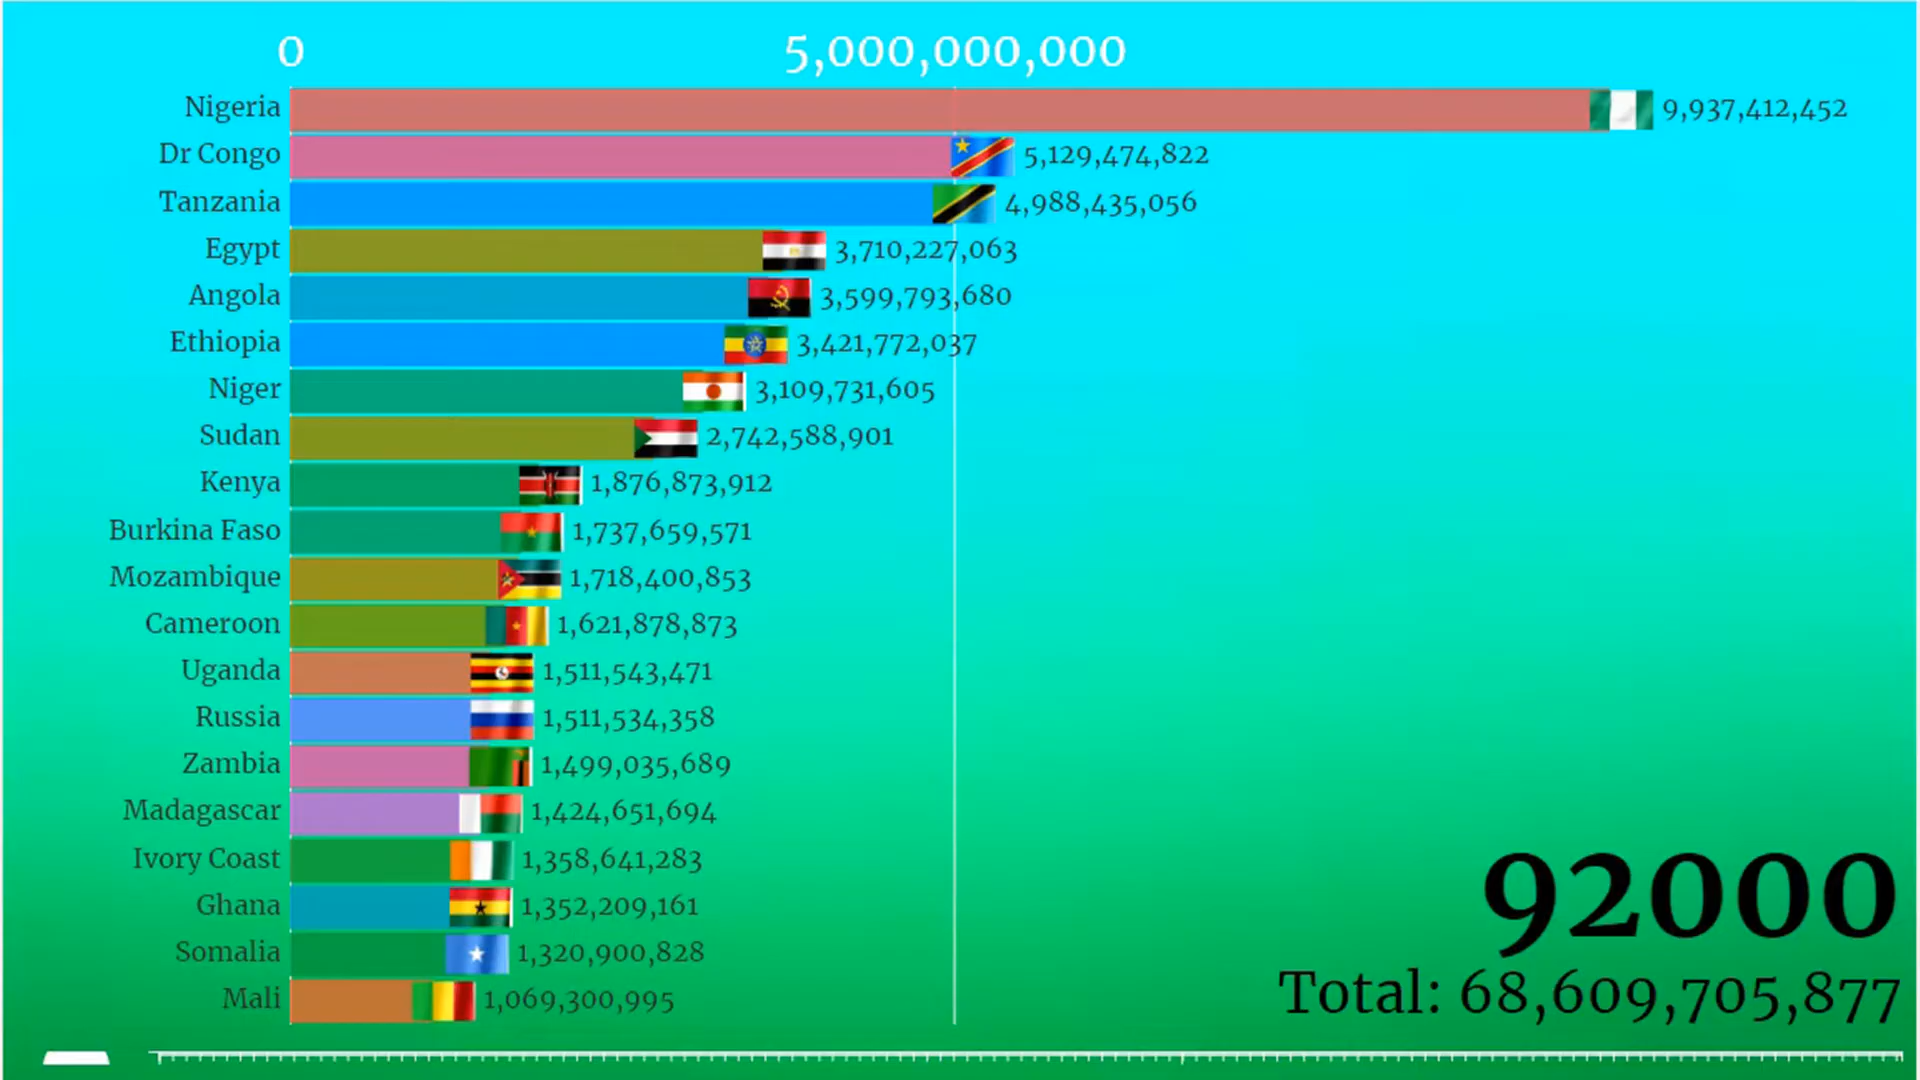 0 5,000,000,000
Nigeria 9,937,412,452
Dr Congo 5,129,474,822
Tanzania 4,988,435,056
Egypt 3,710,227,063
Angola 3,599,793,680
Ethiopia 3,421,772,037
Niger 3,109,731,605
Sudan 2,742,588,901
Kenya 1,876,873,912
Burkina Faso 1,737,659,571
Mozambique 1,718,400,853
Cameroon 1,621,878,873
Uganda 1,511,543,471
Russia 1,511,534,358
Zambia 1,499,035,689
Madagascar 1,424,651,694
Ivory Coast 1,358,641,283
Ghana 1,352,209,161
Somalia 1,320,900,828
Mali 1,069,300,995
92000
Total: 68,609,705,877